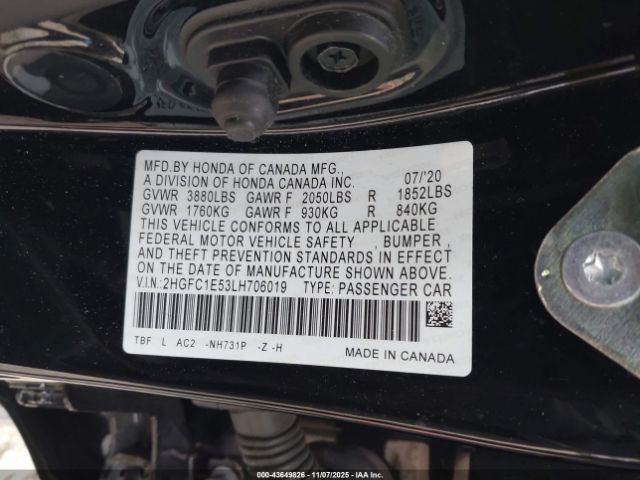 MFD.BY HONDA OF CANADA MFG., 07/'20
A DIVISION OF HONDA CANADA INC.
GVWR 3880LBS GAWR F 2050LBS R 1852LBS
GVWR 1760KG GAWR F 930KG R 840KG
THIS VEHICLE CONFORMS TO ALL APPLICABLE
FEDERAL MOTOR VEHICLE SAFETY , BUMPER ,
AND THEFT PREVENTION STANDARDS IN EFFECT
ON THE DATE OF MANUFACTURE SHOWN ABOVE.
V.I.N.:2HGFC1E53LH706019 TYPE: PASSENGER CAR
TBF L AC2 -NH731P -Z -H
MADE IN CANADA
000-43649826 | 11/07/2025 | IAA Inc.